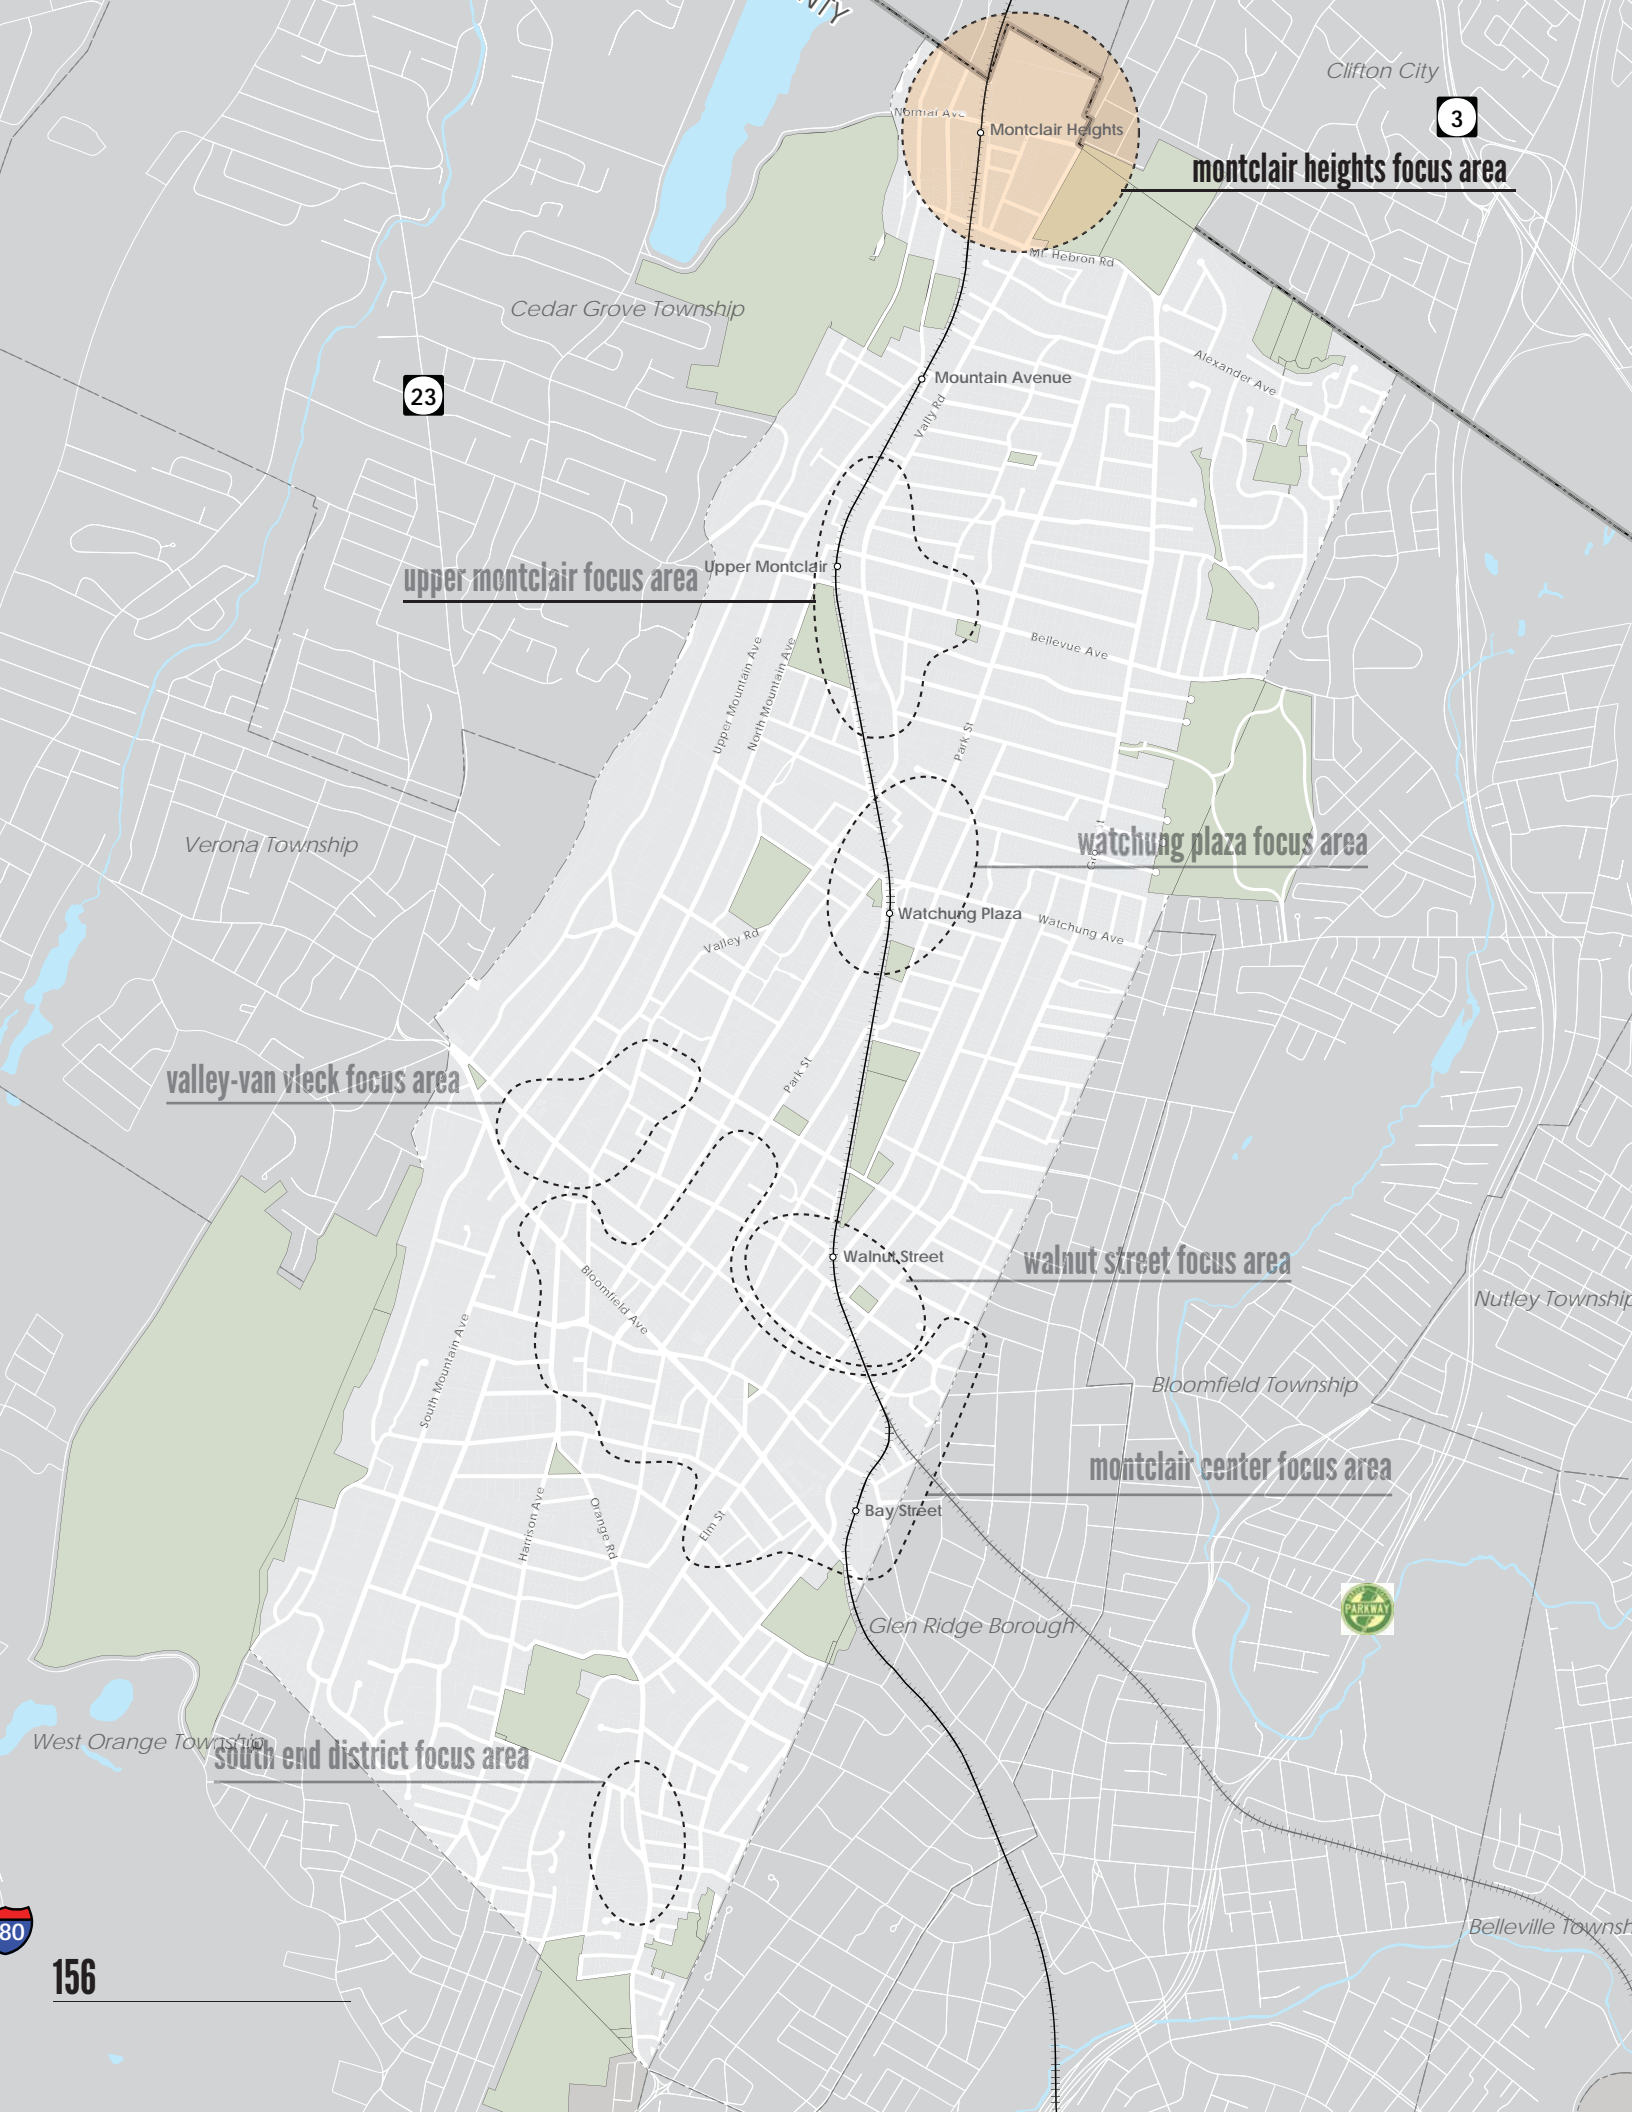 Clifton City
3
Normal Ave
Montclair Heights
montclair heights focus area
Mt. Hebron Rd
Cedar Grove Township
Alexander Ave
Mountain Avenue
23
Vally Rd
Upper Montclair
upper montclair focus area
Bellevue Ave
Upper Mountain Ave
North Mountain Ave
Park St
Verona Township
watchung plaza focus area
Watchung Plaza
Watchung Ave
Valley Rd
valley-van vleck focus area
Park St
Walnut Street
walnut street focus area
Bloomfield Ave
Nutley Township
South Mountain Ave
Bloomfield Township
montclair center focus area
Bay Street
Harrison Ave
Orange Rd
Elm St
PARKWAY
Glen Ridge Borough
West Orange Township
south end district focus area
80
Belleville Townsh
156